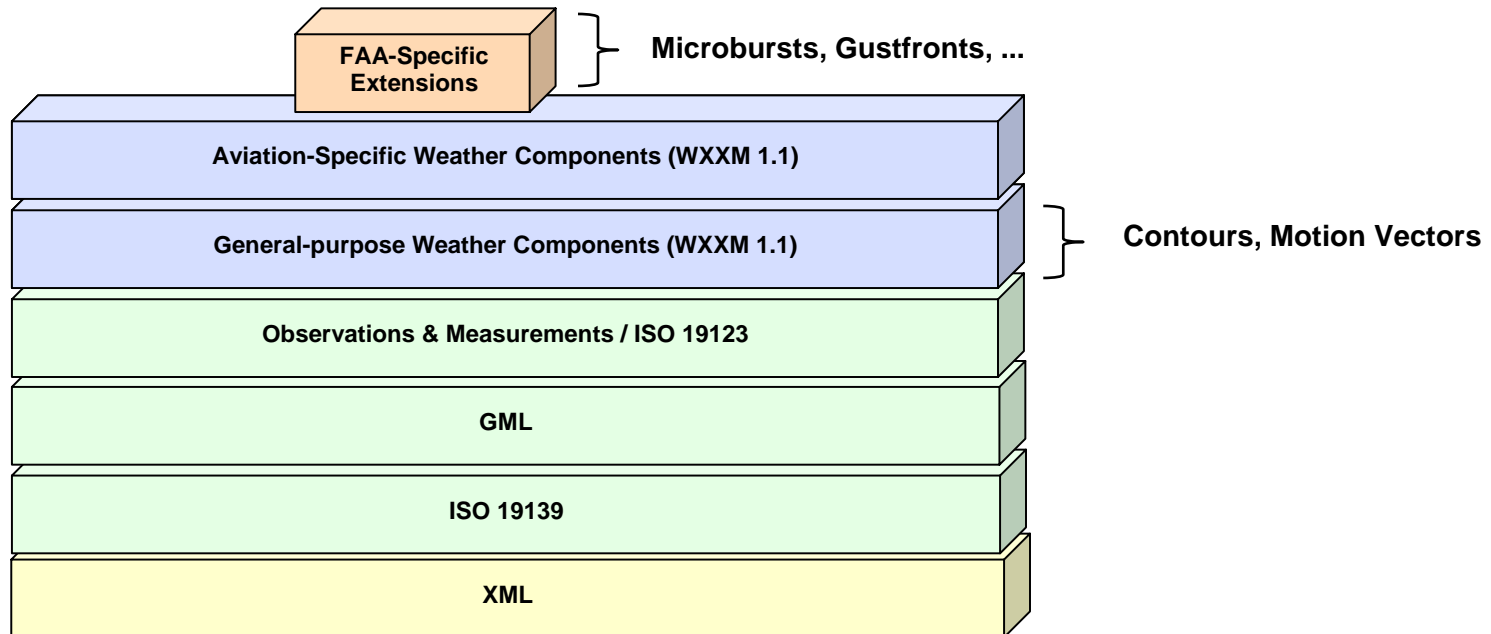 FAA-Specific
Extensions
Microbursts, Gustfronts, ...
Aviation-Specific Weather Components (WXXM 1.1)
General-purpose Weather Components (WXXM 1.1)
Contours, Motion Vectors
Observations & Measurements / ISO 19123
GML
ISO 19139
XML